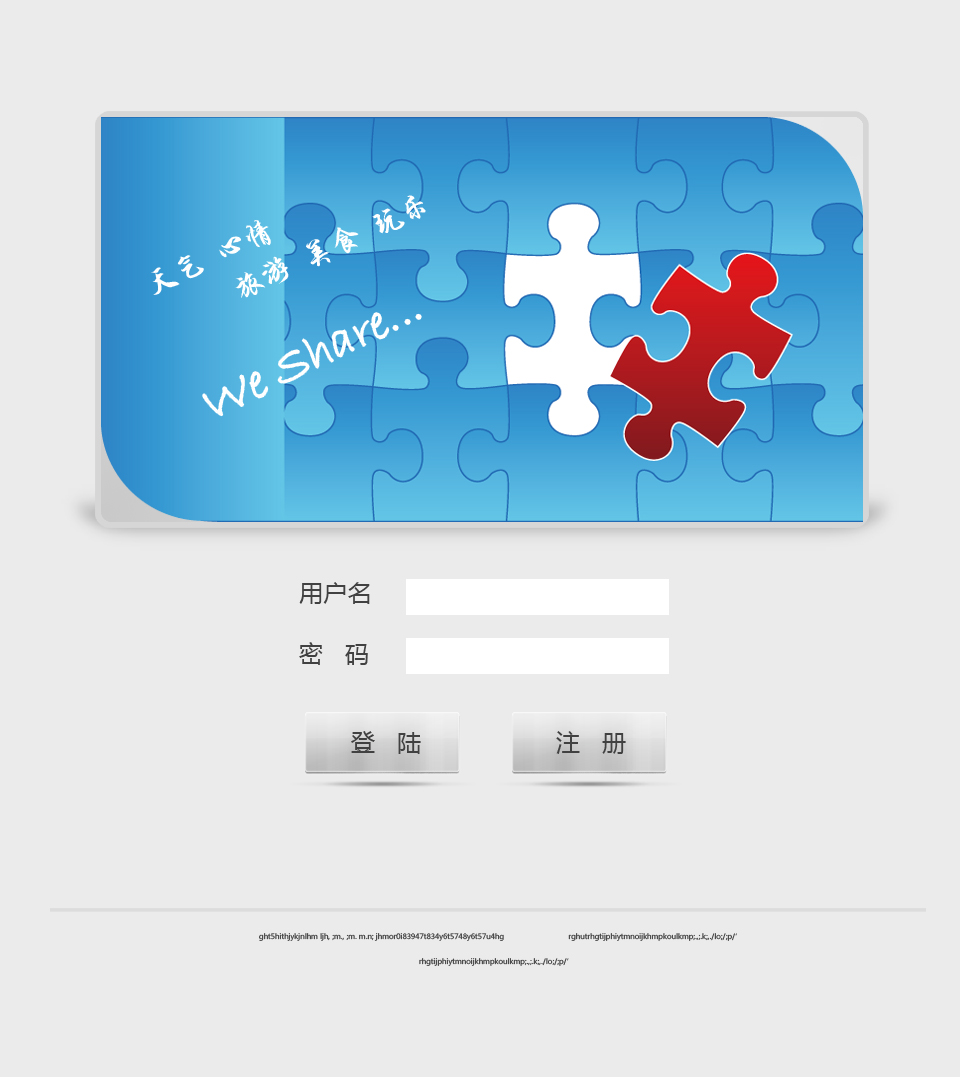 天气 心情
旅游 美食 玩乐
We Share...
用户名
密 码
登 陆
注 册
ght5hithjykjnlhm ljh, ;m., ;m. m.n; jhmor0i83947t834y6t5748y6t57u4hg
rghutrhgtijphiytmnoijkhmpkoulkmp;.,;.k;,./lo;/;p/'
rhgtijphiytmnoijkhmpkoulkmp;.,;.k;,./lo;/;p/'